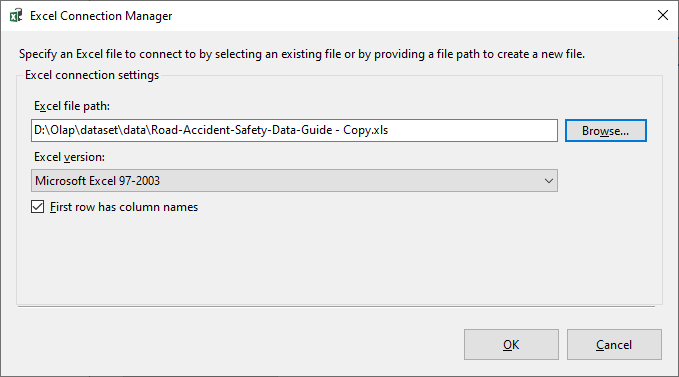 Excel Connection Manager
Specify an Excel file to connect to by selecting an existing file or by providing a file path to create a new file.
Excel connection settings
Excel file path:
D:\Olap\dataset\data\Road-Accident-Safety-Data-Guide - Copy.xls
Browse...
Excel version:
Microsoft Excel 97-2003
First row has column names
OK
Cancel